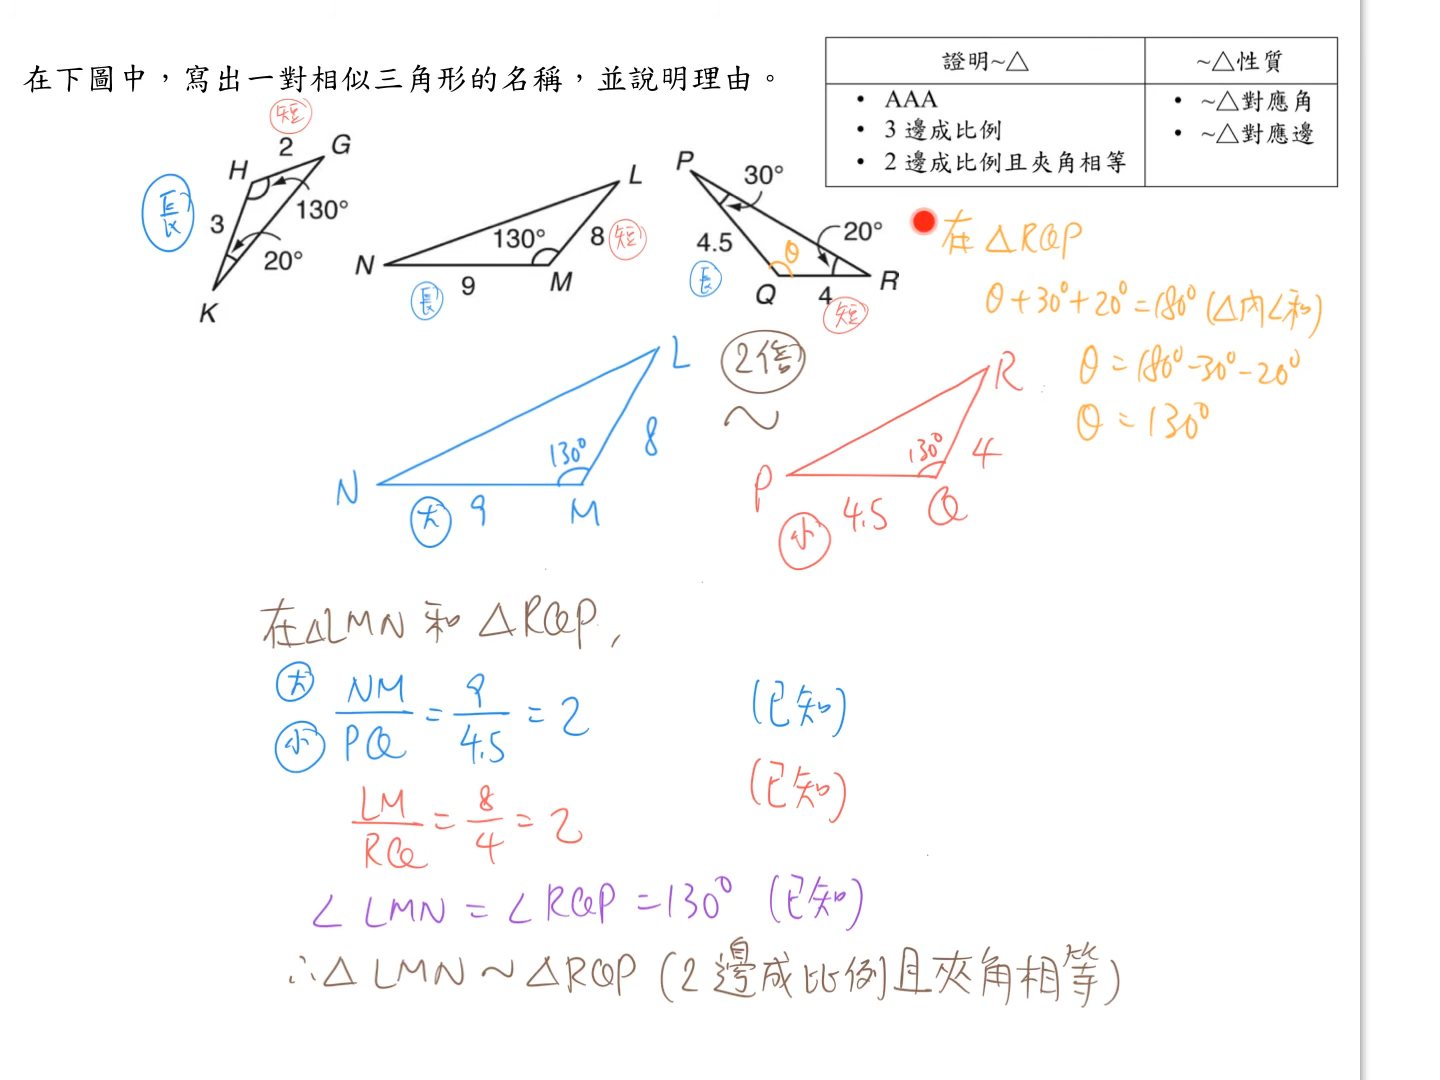 在下圖中，寫出一對相似三角形的名稱，並說明理由。
證明~△
~△性質
• AAA
• 3 邊成比例
• 2 邊成比例且夾角相等
• ~△對應角
• ~△對應邊
短
2
G
H
長
3
130°
20°
K
L
130°
8
短
N
9
M
長
P
30°
4.5
θ
20°
長
Q
4
R
短
在 △RQP
θ + 30° + 20° = 180° (△內∠和)
θ = 180° - 30° - 20°
θ = 130°
L
2倍
~
130°
8
N
大
9
M
R
130°
4
P
小
4.5
Q
在△LMN 和 △RQP,
大 NM / 小 PQ = 9 / 4.5 = 2 (已知)
LM / RQ = 8 / 4 = 2 (已知)
∠LMN = ∠RQP = 130° (已知)
∴△LMN ~ △RQP (2邊成比例且夾角相等)